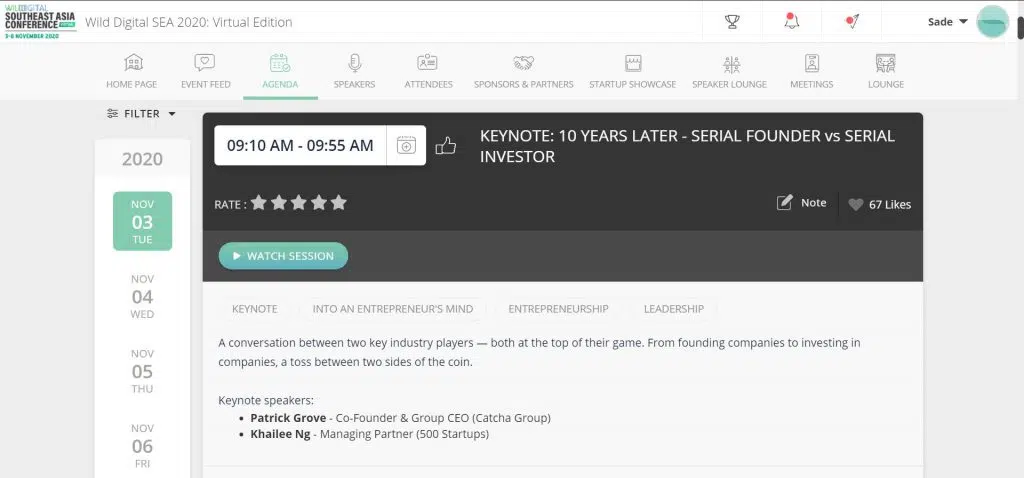 WILD DIGITAL
SOUTHEAST ASIA
CONFERENCE VIRTUAL
3-6 NOVEMBER 2020
Wild Digital SEA 2020: Virtual Edition
Sade
HOME PAGE
EVENT FEED
AGENDA
SPEAKERS
ATTENDEES
SPONSORS & PARTNERS
STARTUP SHOWCASE
SPEAKER LOUNGE
MEETINGS
LOUNGE
FILTER
2020
NOV
03
TUE
NOV
04
WED
NOV
05
THU
NOV
06
FRI
09:10 AM - 09:55 AM
KEYNOTE: 10 YEARS LATER - SERIAL FOUNDER vs SERIAL
INVESTOR
RATE :
Note
67 Likes
WATCH SESSION
KEYNOTE
INTO AN ENTREPRENEUR'S MIND
ENTREPRENEURSHIP
LEADERSHIP
A conversation between two key industry players — both at the top of their game. From founding companies to investing in
companies, a toss between two sides of the coin.
Keynote speakers:
• Patrick Grove - Co-Founder & Group CEO (Catcha Group)
• Khailee Ng - Managing Partner (500 Startups)